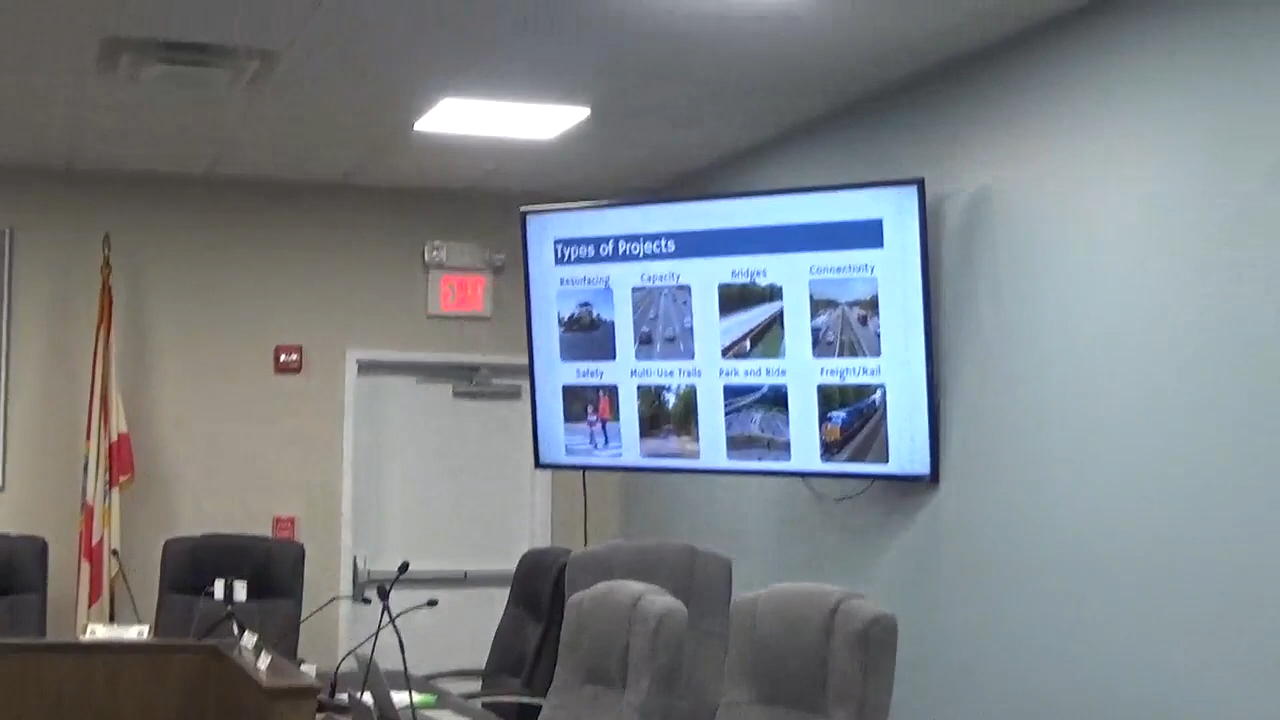 Types of Projects
Resurfacing Capacity Bridges Connectivity
Safety Multi-Use Trails Park and Ride Freight/Rail